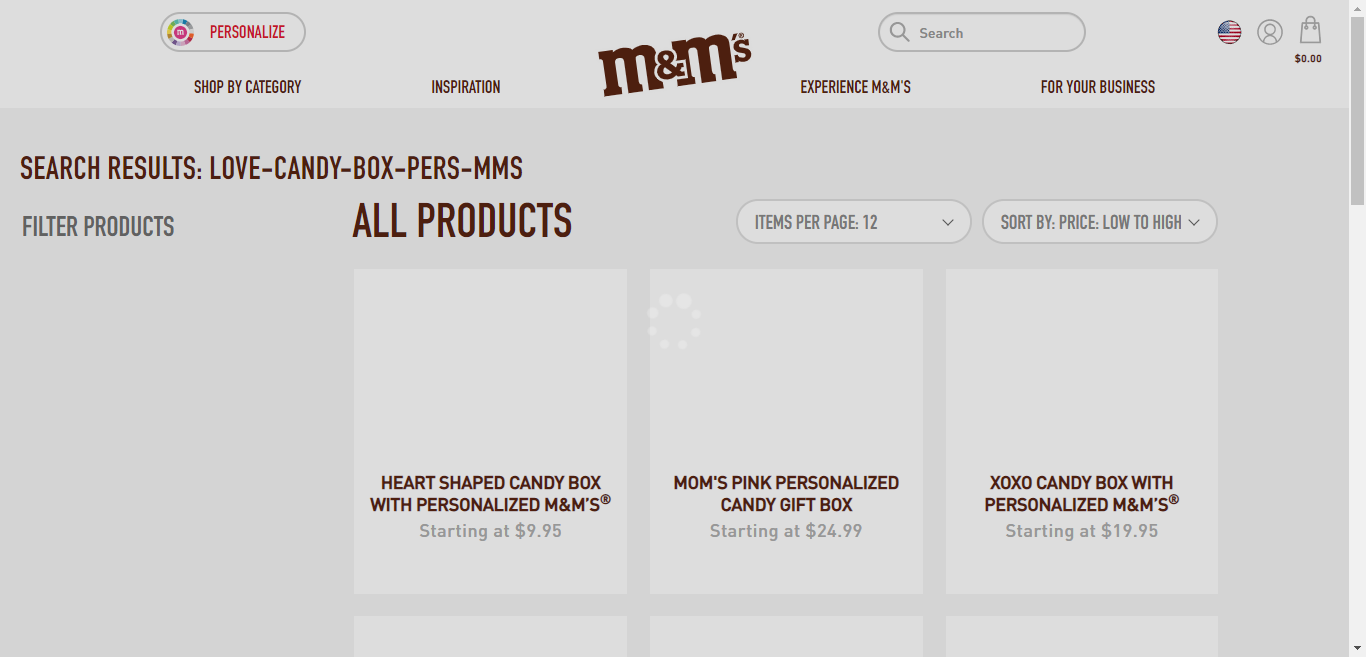 PERSONALIZE
m&m's®
Search
$0.00
SHOP BY CATEGORY
INSPIRATION
EXPERIENCE M&M'S
FOR YOUR BUSINESS
SEARCH RESULTS: LOVE-CANDY-BOX-PERS-MMS
FILTER PRODUCTS
ALL PRODUCTS
ITEMS PER PAGE: 12
SORT BY: PRICE: LOW TO HIGH
HEART SHAPED CANDY BOX
WITH PERSONALIZED M&M'S®
Starting at $9.95
MOM'S PINK PERSONALIZED
CANDY GIFT BOX
Starting at $24.99
XOXO CANDY BOX WITH
PERSONALIZED M&M'S®
Starting at $19.95